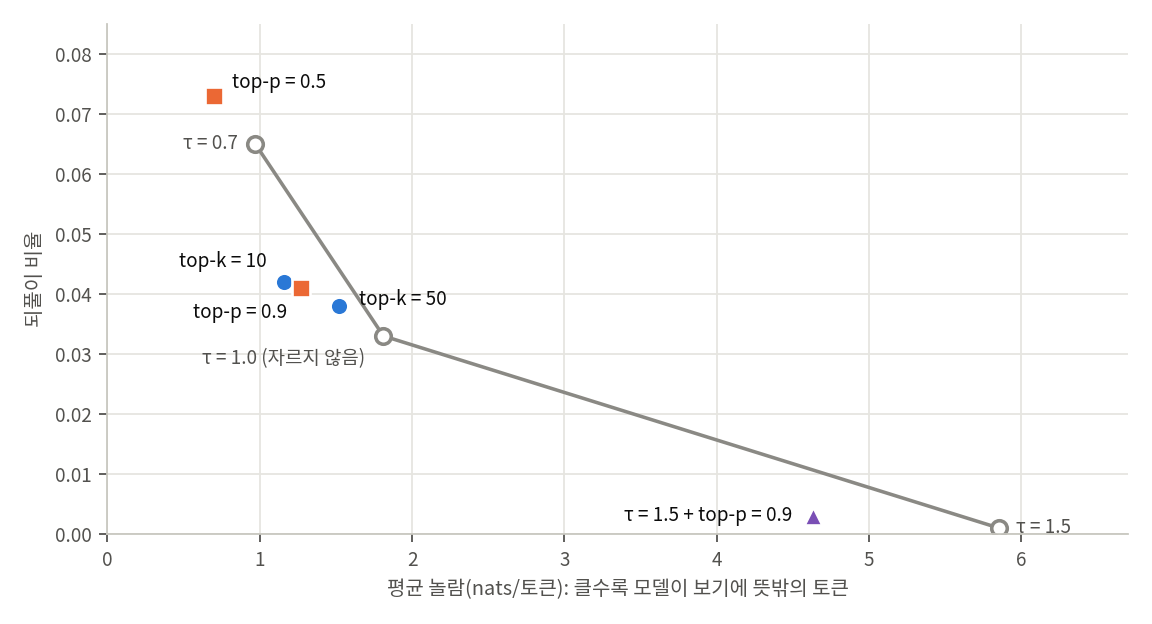 0.08
0.07
0.06
0.05
0.04
0.03
0.02
0.01
0.00
되풀이 비율
top-p = 0.5
τ = 0.7
top-k = 10
top-p = 0.9
top-k = 50
τ = 1.0 (자르지 않음)
τ = 1.5 + top-p = 0.9
τ = 1.5
0
1
2
3
4
5
6
평균 놀람(nats/토큰): 클수록 모델이 보기에 뜻밖의 토큰